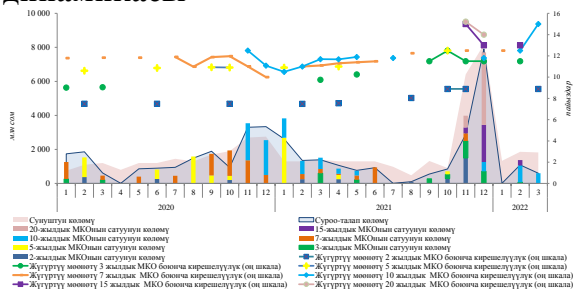 динамикасы
10 000
8 000
6 000
4 000
2 000
0
млн сом
16
14
12
10
8
6
4
2
0
пайыздар
1 2 3 4 5 6 7 8 9 10 11 12 1 2 3 4 5 6 7 8 9 10 11 12 1 2 3
2020 2021 2022
Сунуштун көлөмү
Суроо-талап көлөмү
20-жылдык МКОнын сатуунун көлөмү
15-жылдык МКОнын сатуунун көлөмү
10-жылдык МКОнын сатуунун көлөмү
7-жылдык МКОнын сатуунун көлөмү
5-жылдык МКОнын сатуунун көлөмү
3-жылдык МКОнын сатуунун көлөмү
2-жылдык МКОнын сатуунун көлөмү
Жүгүртүү мөөнөтү 2 жылдык МКО боюнча кирешелүүлүк (оң шкала)
Жүгүртүү мөөнөтү 3 жылдык МКО боюнча кирешелүүлүк (оң шкала)
Жүгүртүү мөөнөтү 5 жылдык МКО боюнча кирешелүүлүк (оң шкала)
Жүгүртүү мөөнөтү 7 жылдык МКО боюнча кирешелүүлүк (оң шкала)
Жүгүртүү мөөнөтү 10 жылдык МКО боюнча кирешелүүлүк (оң шкала)
Жүгүртүү мөөнөтү 15 жылдык МКО боюнча кирешелүүлүк (оң шкала)
Жүгүртүү мөөнөтү 20 жылдык МКО боюнча кирешелүүлүк (оң шкала)